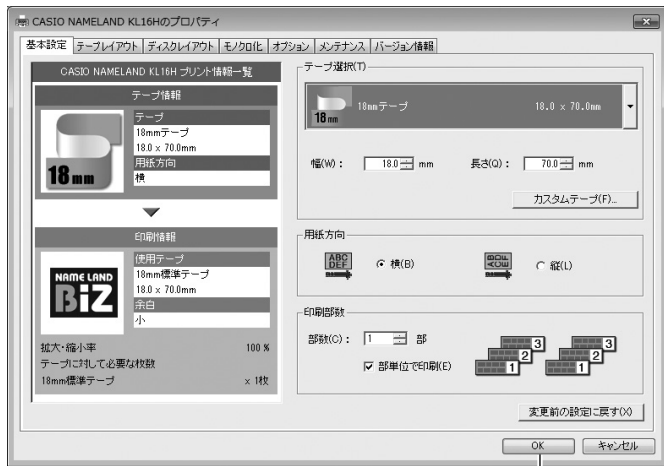 CASIO NAMELAND KL16Hのプロパティ
基本設定 テープレイアウト ディスクレイアウト モノクロ化 オプション メンテナンス バージョン情報
CASIO NAMELAND KL16H プリント情報一覧
テープ情報
18mm
テープ
18mmテープ
18.0 x 70.0mm
用紙方向
横
印刷情報
NAME LAND
BiZ
使用テープ
18mm標準テープ
18.0 x 70.0mm
余白
小
拡大・縮小率 100 %
テープに対して必要な枚数
18mm標準テープ x 1枚
テープ選択(T)
18mm
18mmテープ 18.0 x 70.0mm
幅(W)： 18.0 mm 長さ(Q)： 70.0 mm
カスタムテープ(F)...
用紙方向
ABC
DEF
横(B)
縦(L)
印刷部数
部数(C)： 1 部
部単位で印刷(E)
1 2 3 1 2 3
変更前の設定に戻す(X)
OK キャンセル